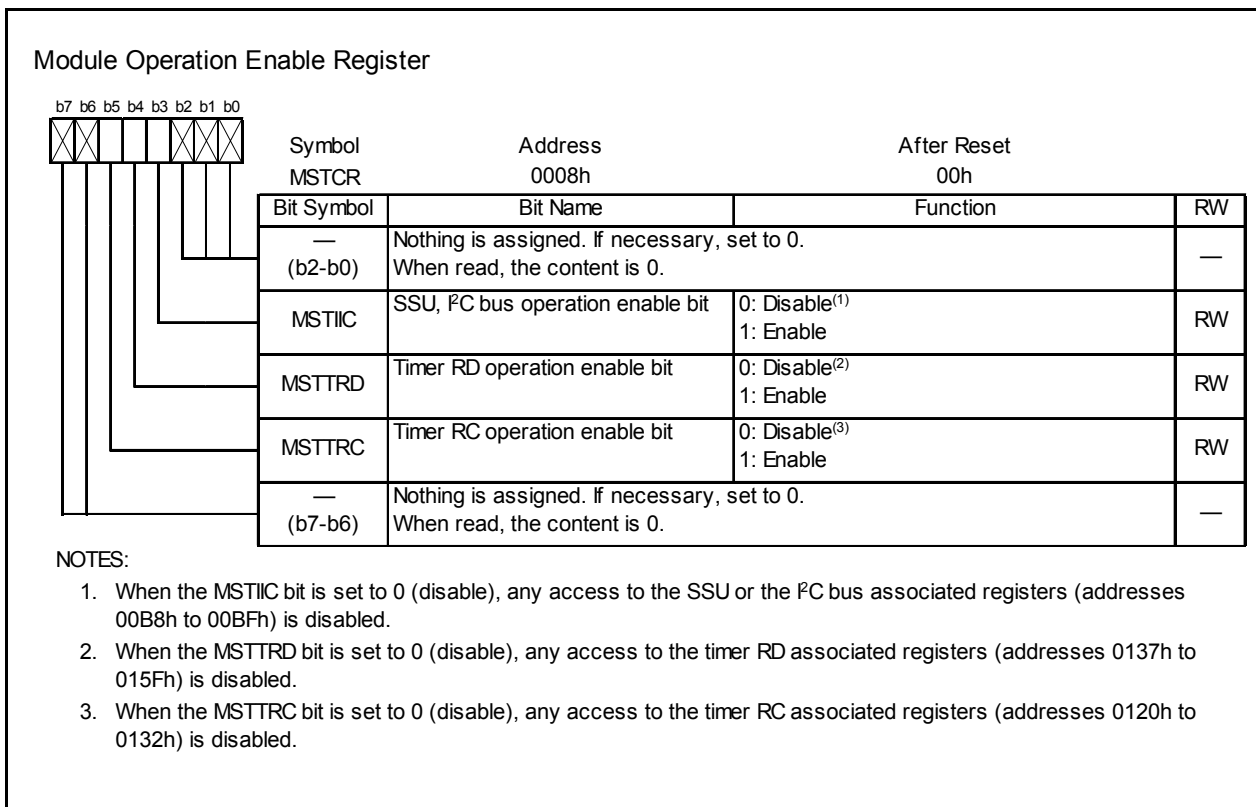 Module Operation Enable Register
b7 b6 b5 b4 b3 b2 b1 b0
Symbol Address After Reset
MSTCR 0008h 00h
Bit Symbol Bit Name Function RW
— (b2-b0) Nothing is assigned. If necessary, set to 0. —
When read, the content is 0.
MSTIIC SSU, I²C bus operation enable bit 0: Disable(1) RW
1: Enable
MSTTRD Timer RD operation enable bit 0: Disable(2) RW
1: Enable
MSTTRC Timer RC operation enable bit 0: Disable(3) RW
1: Enable
— (b7-b6) Nothing is assigned. If necessary, set to 0. —
When read, the content is 0.
NOTES:
1. When the MSTIIC bit is set to 0 (disable), any access to the SSU or the I²C bus associated registers (addresses
00B8h to 00BFh) is disabled.
2. When the MSTTRD bit is set to 0 (disable), any access to the timer RD associated registers (addresses 0137h to
015Fh) is disabled.
3. When the MSTTRC bit is set to 0 (disable), any access to the timer RC associated registers (addresses 0120h to
0132h) is disabled.